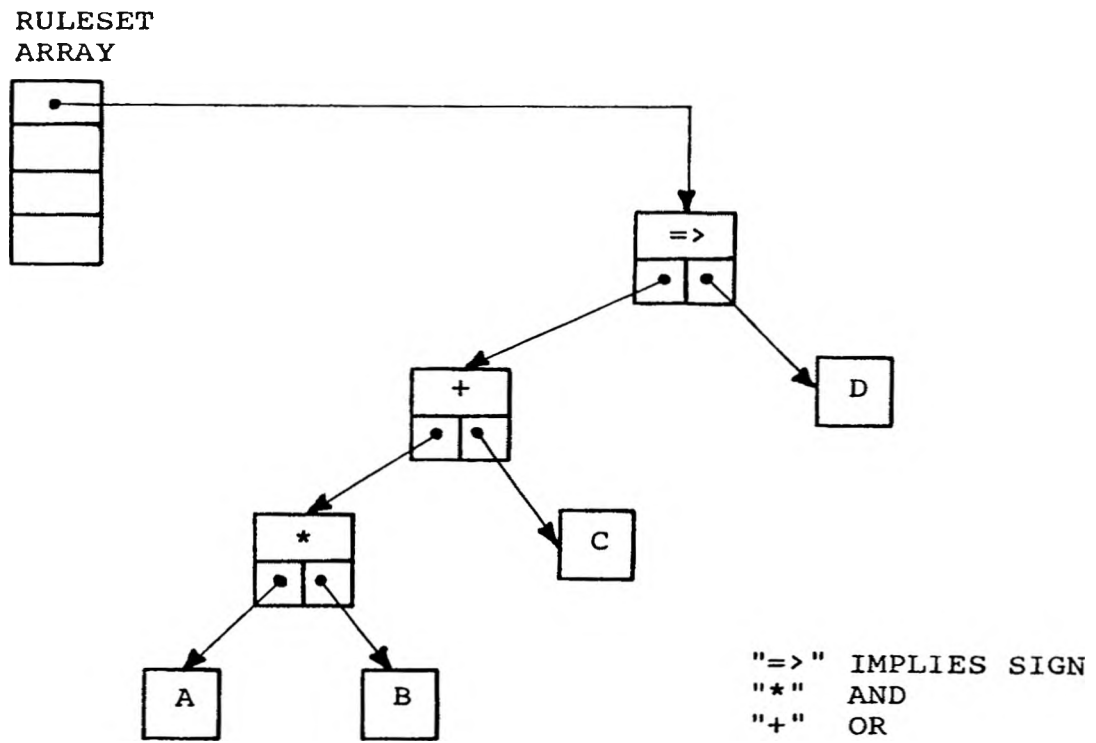 RULESET
ARRAY
=>
+
D
*
C
A
B
"=>" IMPLIES SIGN
"*" AND
"+" OR